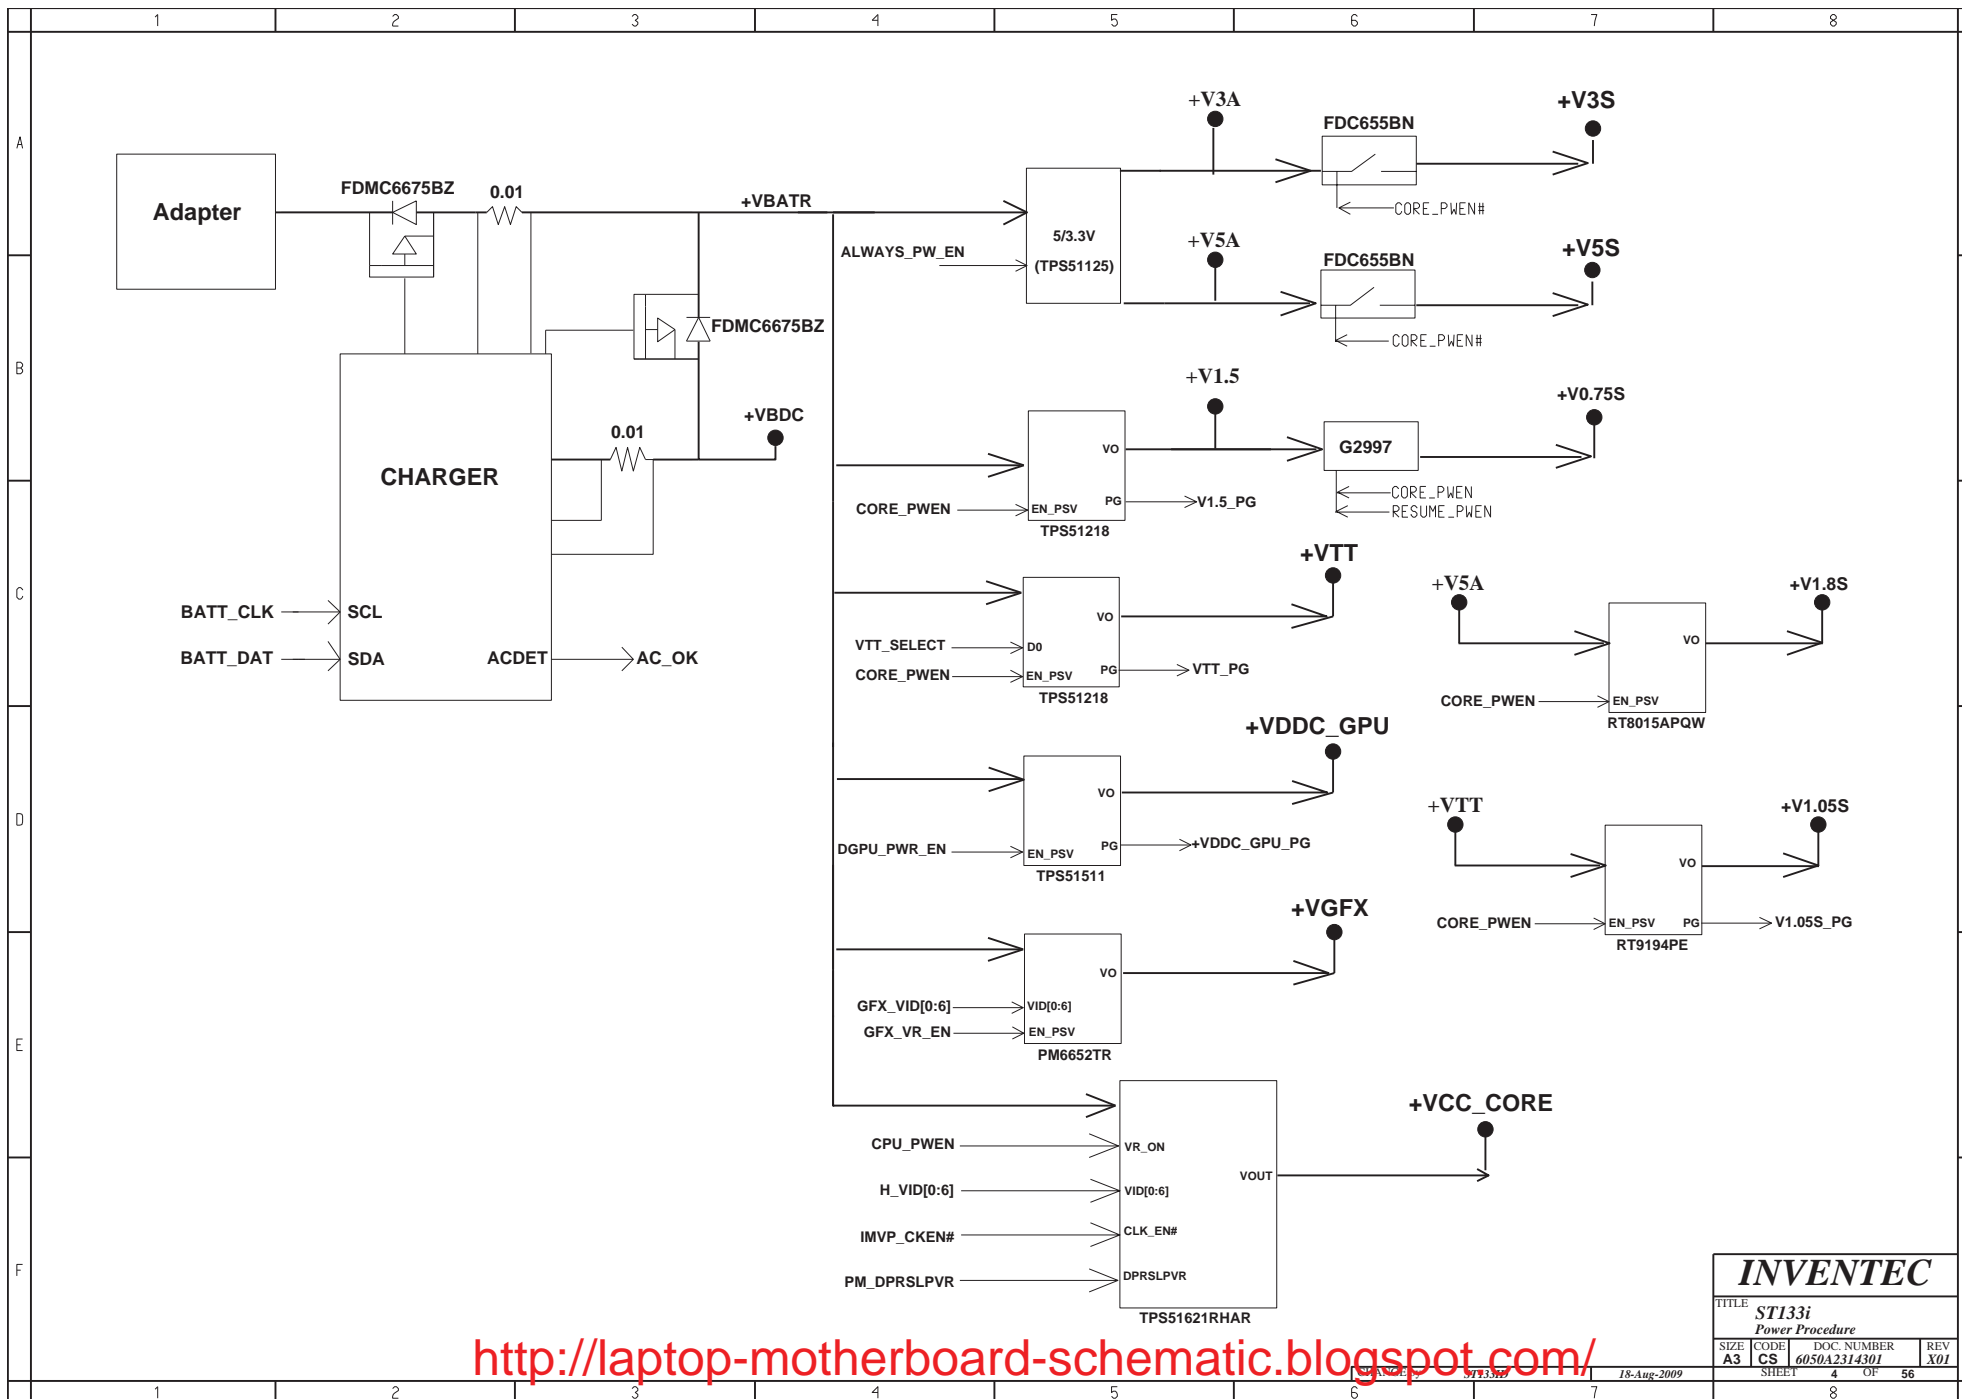 1 2 3 4 5 6 7 8
A
B
C
D
E
F
Adapter
FDMC6675BZ
0.01
+VBATR
FDMC6675BZ
+VBDC
0.01
CHARGER
BATT_CLK
SCL
BATT_DAT
SDA
ACDET
AC_OK
ALWAYS_PW_EN
5/3.3V
(TPS51125)
+V3A
FDC655BN
CORE_PWEN#
+V3S
+V5A
FDC655BN
CORE_PWEN#
+V5S
CORE_PWEN
VO
EN_PSV
PG
TPS51218
+V1.5
V1.5_PG
G2997
CORE_PWEN
RESUME_PWEN
+V0.75S
VTT_SELECT
CORE_PWEN
VO
D0
EN_PSV
PG
TPS51218
+VTT
VTT_PG
+V5A
CORE_PWEN
VO
EN_PSV
RT8015APQW
+V1.8S
DGPU_PWR_EN
VO
EN_PSV
PG
TPS51511
+VDDC_GPU
+VDDC_GPU_PG
+VTT
CORE_PWEN
VO
EN_PSV
PG
RT9194PE
+V1.05S
V1.05S_PG
GFX_VID[0:6]
GFX_VR_EN
VO
VID[0:6]
EN_PSV
PM6652TR
+VGFX
CPU_PWEN
H_VID[0:6]
IMVP_CKEN#
PM_DPRSLPVR
VR_ON
VID[0:6]
CLK_EN#
DPRSLPVR
VOUT
TPS51621RHAR
+VCC_CORE
INVENTEC
TITLE
ST133i
Power Procedure
SIZE CODE DOC. NUMBER REV
A3 CS 6050A2314301 X01
18-Aug-2009
SHEET 4 OF 56
http://laptop-motherboard-schematic.blogspot.com/
1 2 3 4 5 6 7 8